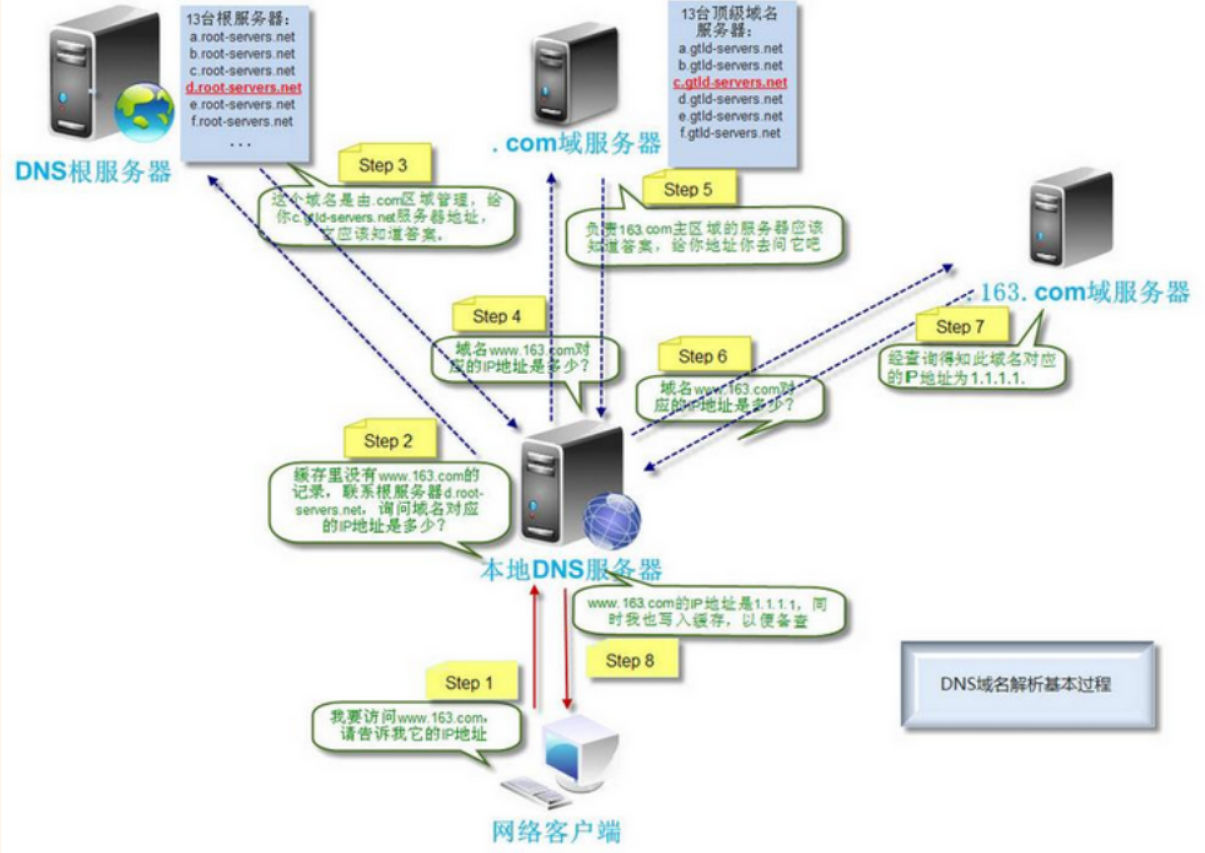 13台根服务器：
a.root-servers.net
b.root-servers.net
c.root-servers.net
d.root-servers.net
e.root-servers.net
f.root-servers.net
...
DNS根服务器
13台顶级域名
服务器：
a.gtld-servers.net
b.gtld-servers.net
c.gtld-servers.net
d.gtld-servers.net
e.gtld-servers.net
f.gtld-servers.net
.com域服务器
Step 3
这个域名是由.com区域管理，给
你c.gtld-servers.net服务器地址，
它应该知道答案。
Step 5
负责163.com主区域的服务器应该
知道答案，给你地址你去问它吧
.163.com域服务器
Step 4
域名www.163.com对
应的IP地址是多少？
Step 6
域名www.163.com对
应的IP地址是多少？
Step 7
经查询得知此域名对应
的IP地址为1.1.1.1.
Step 2
缓存里没有www.163.com的
记录，联系根服务器d.root-
servers.net，询问域名对应
的IP地址是多少？
本地DNS服务器
www.163.com的IP地址是1.1.1.1，同
时我也写入缓存，以便备查
Step 8
Step 1
我要访问www.163.com，
请告诉我它的IP地址
网络客户端
DNS域名解析基本过程